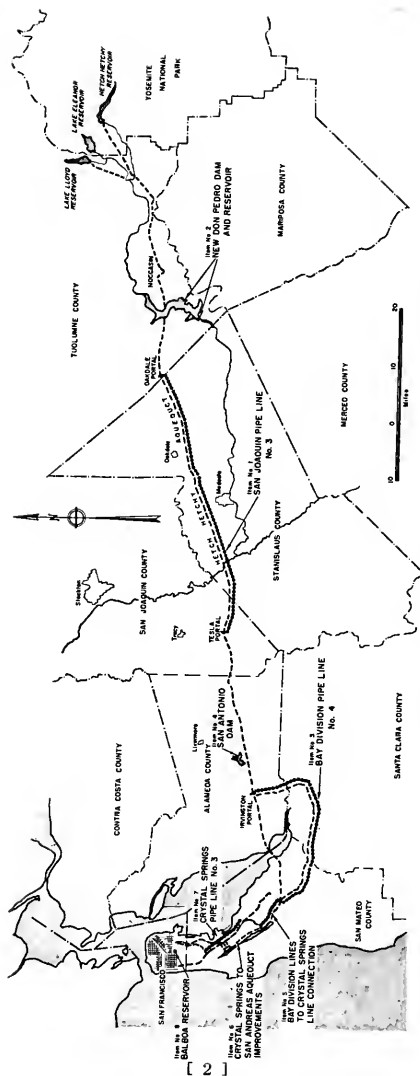 LAKE LLOYD
RESERVOIR
LAKE ELEANOR
RESERVOIR
HETCH HETCHY
RESERVOIR
YOSEMITE
NATIONAL
PARK
TUOLUMNE COUNTY
MOCCASIN
Item No 2
NEW DON PEDRO DAM
AND RESERVOIR
MARIPOSA COUNTY
OAKDALE
PORTAL
Oakdale
HETCH HETCHY AQUEDUCT
Modesto
Item No 1
SAN JOAQUIN PIPE LINE
No. 3
MERCED COUNTY
20
10
0
Miles
N
Stockton
SAN JOAQUIN COUNTY
Tracy
TESLA
PORTAL
STANISLAUS COUNTY
CONTRA COSTA COUNTY
Livermore
ALAMEDA COUNTY
Item No 4
SAN ANTONIO
DAM
IRVINGTON
PORTAL
Item No 3
BAY DIVISION PIPE LINE
No. 4
SANTA CLARA COUNTY
SAN FRANCISCO
Item No 7
CRYSTAL SPRINGS
PIPE LINE No.3
Item No 8
BALBOA RESERVOIR
Item No 6
CRYSTAL SPRINGS TO
SAN ANDREAS AQUEDUCT
IMPROVEMENTS
Item No 5
BAY DIVISION LINES
TO CRYSTAL SPRINGS
LINE CONNECTION
SAN MATEO
COUNTY
[ 2 ]